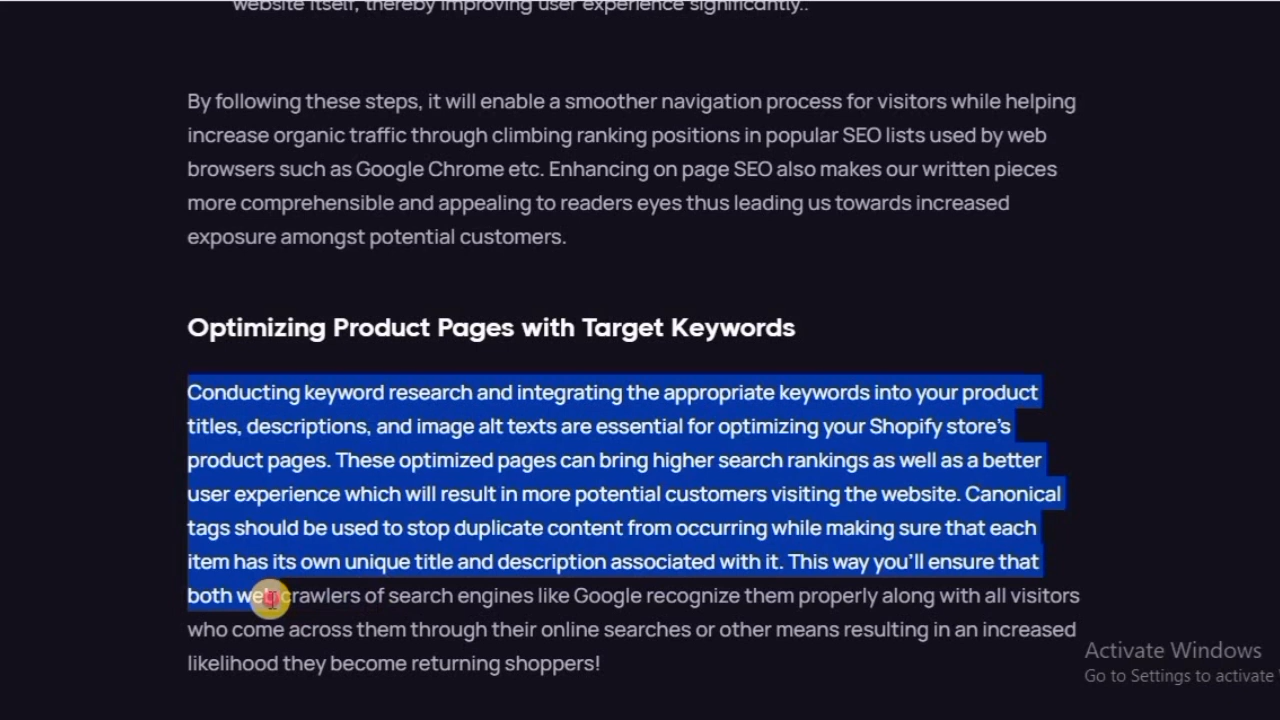 website itself, thereby improving user experience significantly..
By following these steps, it will enable a smoother navigation process for visitors while helping
increase organic traffic through climbing ranking positions in popular SEO lists used by web
browsers such as Google Chrome etc. Enhancing on page SEO also makes our written pieces
more comprehensible and appealing to readers eyes thus leading us towards increased
exposure amongst potential customers.
Optimizing Product Pages with Target Keywords
Conducting keyword research and integrating the appropriate keywords into your product
titles, descriptions, and image alt texts are essential for optimizing your Shopify store's
product pages. These optimized pages can bring higher search rankings as well as a better
user experience which will result in more potential customers visiting the website. Canonical
tags should be used to stop duplicate content from occurring while making sure that each
item has its own unique title and description associated with it. This way you'll ensure that
both web crawlers of search engines like Google recognize them properly along with all visitors
who come across them through their online searches or other means resulting in an increased
likelihood they become returning shoppers!
Activate Windows
Go to Settings to activate